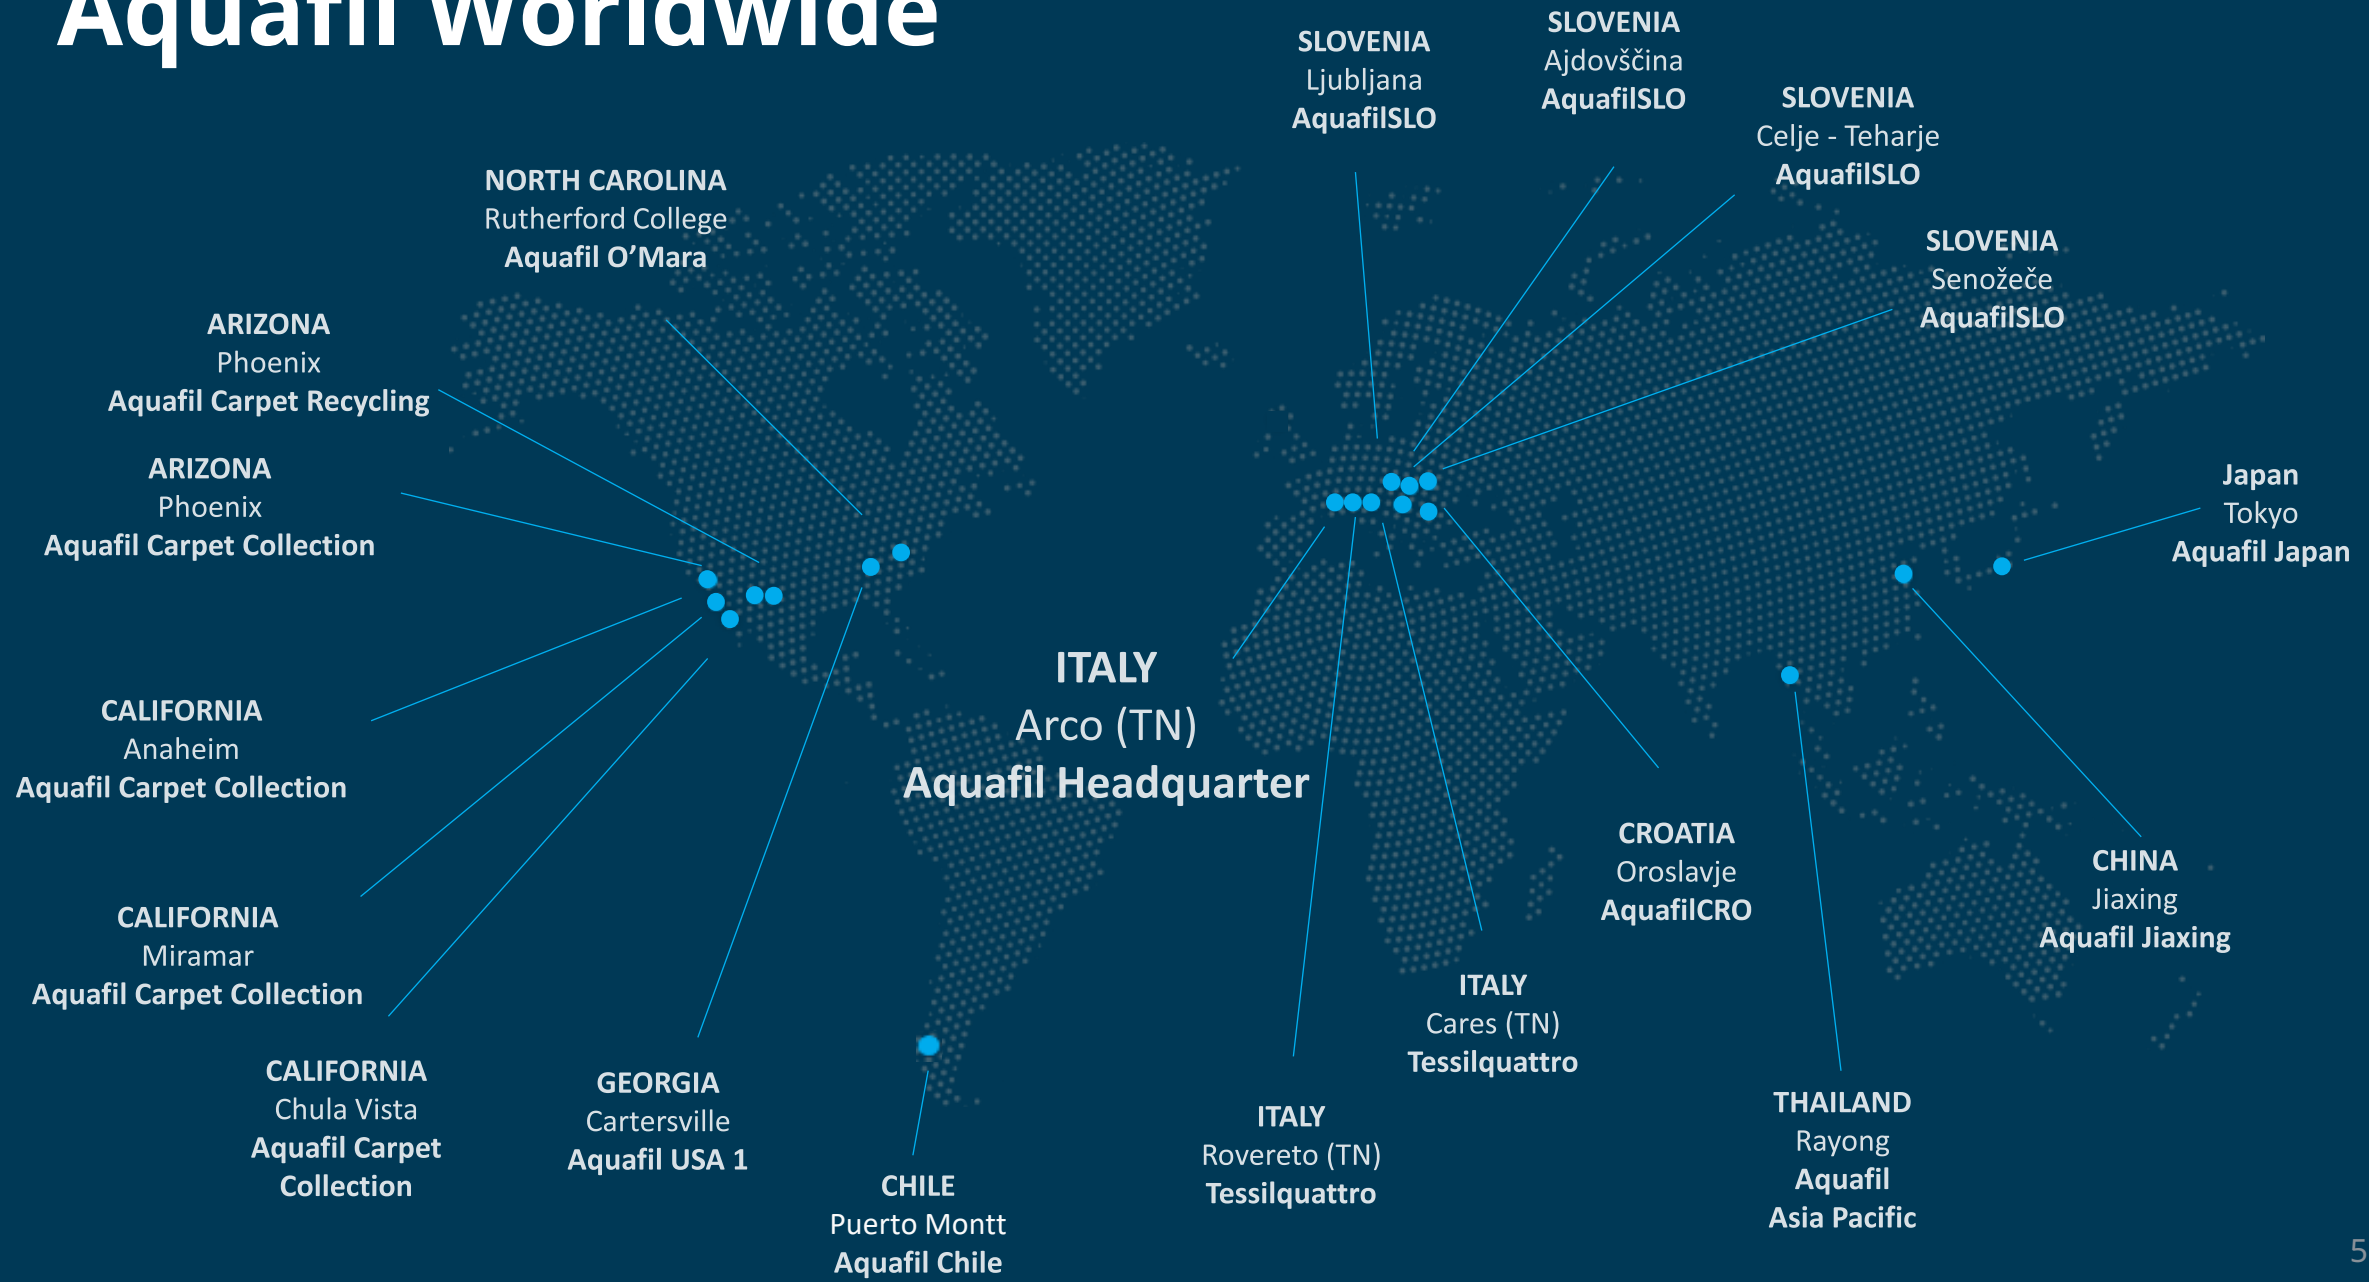 Aquafil Worldwide
SLOVENIA
Ljubljana
AquafilSLO
SLOVENIA
Ajdovščina
AquafilSLO
SLOVENIA
Celje - Teharje
AquafilSLO
SLOVENIA
Senožeče
AquafilSLO
NORTH CAROLINA
Rutherford College
Aquafil O’Mara
ARIZONA
Phoenix
Aquafil Carpet Recycling
ARIZONA
Phoenix
Aquafil Carpet Collection
Japan
Tokyo
Aquafil Japan
CALIFORNIA
Anaheim
Aquafil Carpet Collection
ITALY
Arco (TN)
Aquafil Headquarter
CALIFORNIA
Miramar
Aquafil Carpet Collection
CROATIA
Oroslavje
AquafilCRO
CHINA
Jiaxing
Aquafil Jiaxing
CALIFORNIA
Chula Vista
Aquafil Carpet
Collection
GEORGIA
Cartersville
Aquafil USA 1
CHILE
Puerto Montt
Aquafil Chile
ITALY
Rovereto (TN)
Tessilquattro
ITALY
Cares (TN)
Tessilquattro
THAILAND
Rayong
Aquafil
Asia Pacific
5